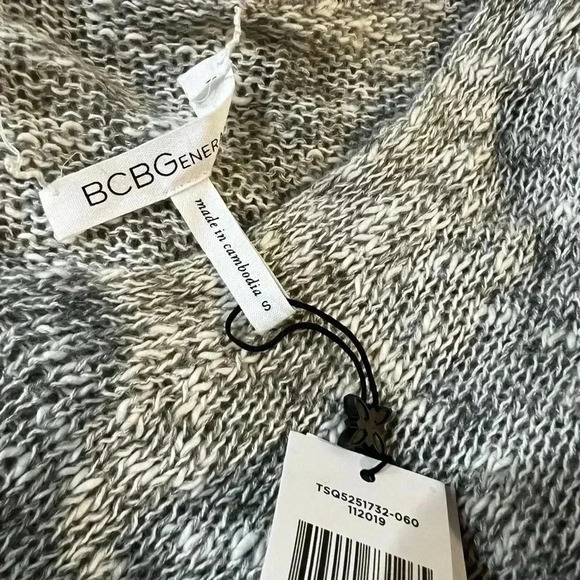 BCBGENERA
made in cambodia S
TSQ5251732-060
112019